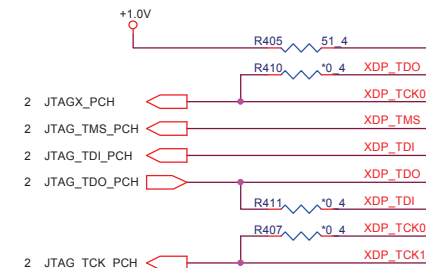 +1.0V
R405 51_4
R410 *0_4 XDP_TDO
2 JTAGX_PCH XDP_TCK0
2 JTAG_TMS_PCH XDP_TMS
2 JTAG_TDI_PCH XDP_TDI
2 JTAG_TDO_PCH XDP_TDO
R411 *0_4 XDP_TDI
R407 *0_4 XDP_TCK0
2 JTAG_TCK_PCH XDP_TCK1